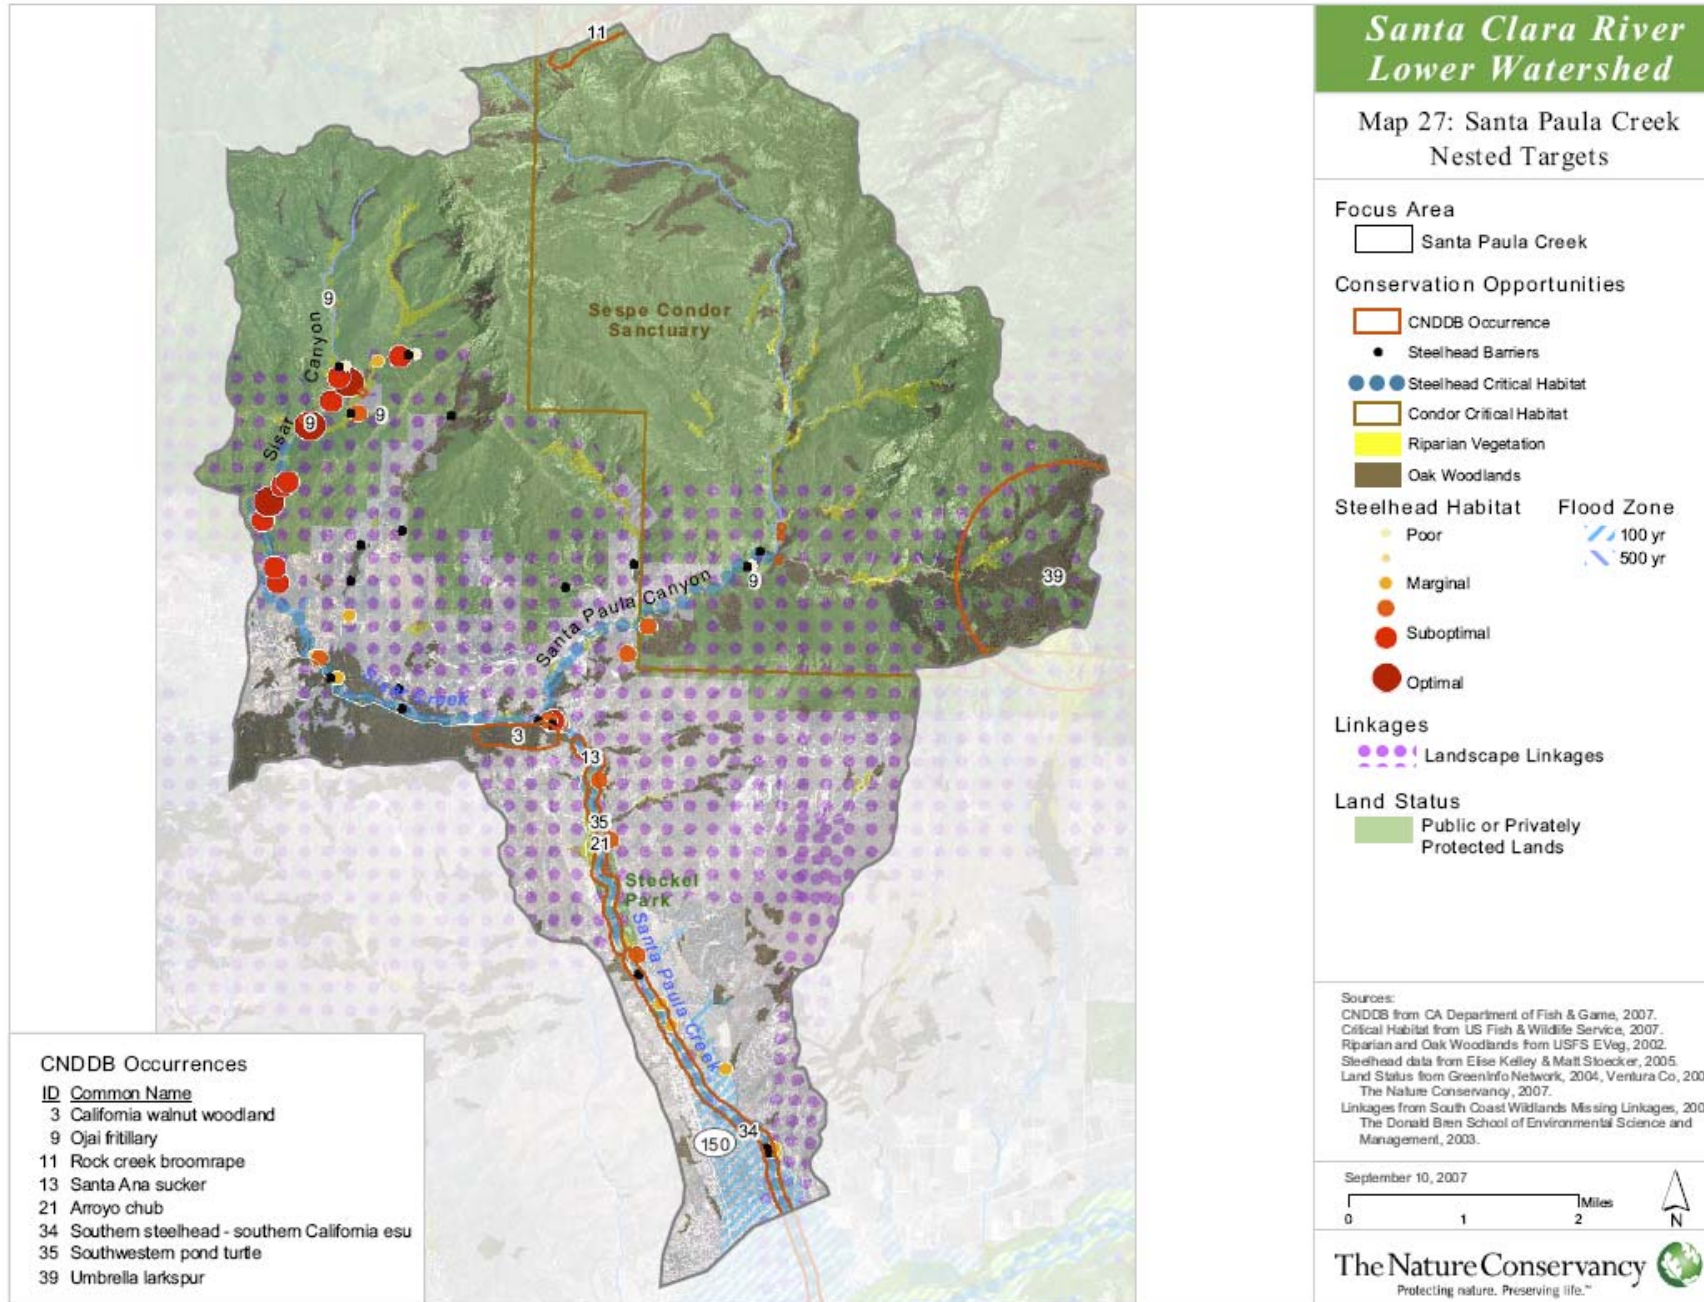 Santa Clara River
Lower Watershed
Map 27: Santa Paula Creek
Nested Targets
Focus Area
Santa Paula Creek
Conservation Opportunities
CNDDB Occurrence
Steelhead Barriers
Steelhead Critical Habitat
Condor Critical Habitat
Riparian Vegetation
Oak Woodlands
Steelhead Habitat
Poor
Marginal
Suboptimal
Optimal
Flood Zone
100 yr
500 yr
Linkages
Landscape Linkages
Land Status
Public or Privately
Protected Lands
Sources:
CNDDB from CA Department of Fish & Game, 2007.
Critical Habitat from US Fish & Wildlife Service, 2007.
Riparian and Oak Woodlands from USFS EVeg, 2002.
Steelhead data from Elise Kelley & Matt Stoecker, 2005.
Land Status from GreenInfo Network, 2004, Ventura Co, 200
The Nature Conservancy, 2007.
Linkages from South Coast Wildlands Missing Linkages, 200
The Donald Bren School of Environmental Science and
Management, 2003.
September 10, 2007
Miles
0 1 2
N
The Nature Conservancy
Protecting nature. Preserving life.™
11
9
Sisar Canyon
9
9
Sespe Condor
Sanctuary
39
9
Santa Paula Canyon
Sisar Creek
3
13
35
21
Steckel
Park
Santa Paula Creek
34
150
CNDDB Occurrences
ID Common Name
3 California walnut woodland
9 Ojai fritillary
11 Rock creek broomrape
13 Santa Ana sucker
21 Arroyo chub
34 Southern steelhead - southern California esu
35 Southwestern pond turtle
39 Umbrella larkspur